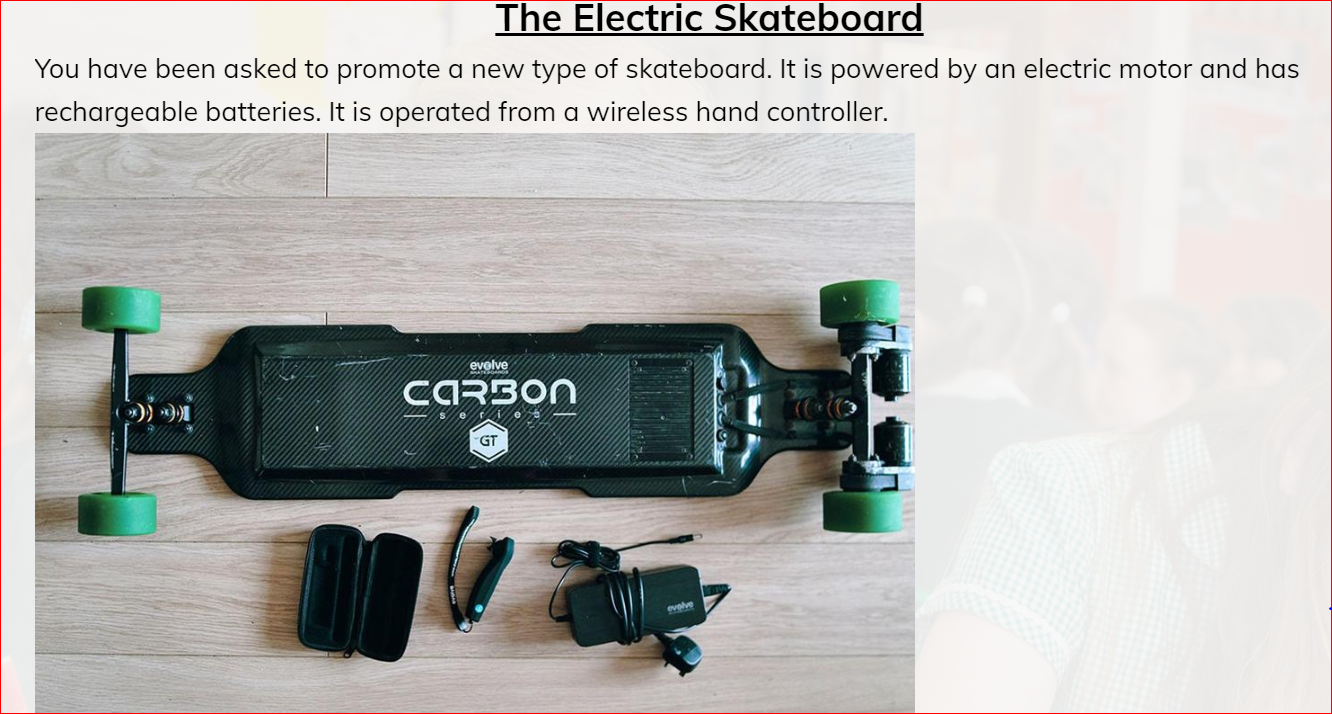 The Electric Skateboard
You have been asked to promote a new type of skateboard. It is powered by an electric motor and has
rechargeable batteries. It is operated from a wireless hand controller.
evolve
SKATEBOARDS
CARBON
series
GT
evolve